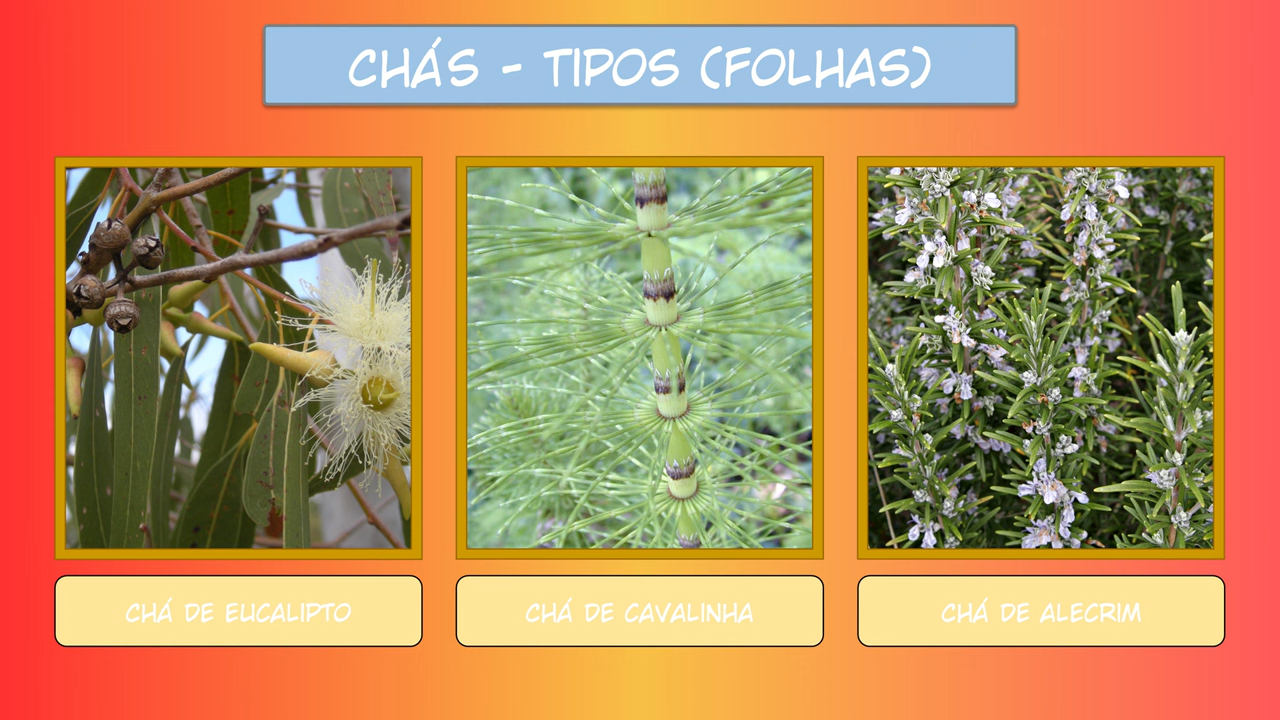 CHÁS - TIPOS (FOLHAS)
CHÁ DE EUCALIPTO
CHÁ DE CAVALINHA
CHÁ DE ALECRIM